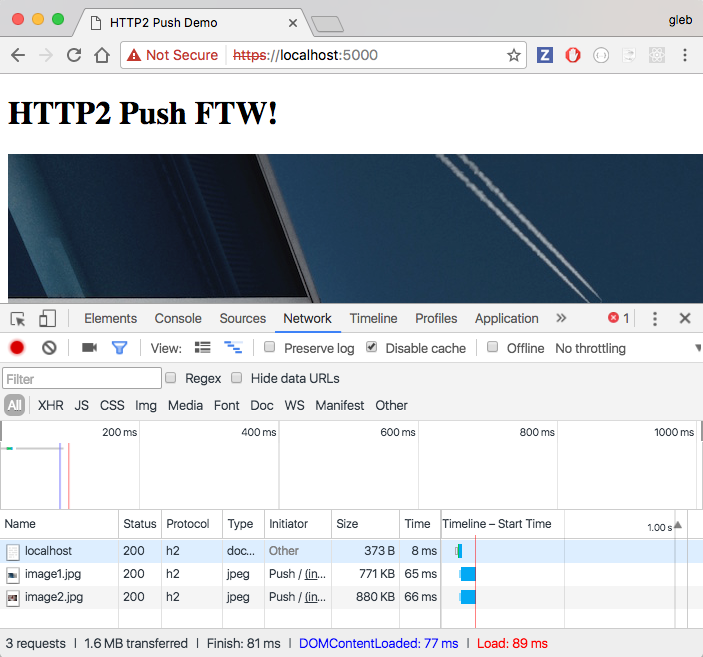 HTTP2 Push Demo
gleb
Not Secure https://localhost:5000
HTTP2 Push FTW!
Elements Console Sources Network Timeline Profiles Application » 1
View: Preserve log Disable cache Offline No throttling
Filter Regex Hide data URLs
All XHR JS CSS Img Media Font Doc WS Manifest Other
200 ms 400 ms 600 ms 800 ms 1000 ms
Name Status Protocol Type Initiator Size Time Timeline – Start Time 1.00 s
localhost 200 h2 doc... Other 373 B 8 ms
image1.jpg 200 h2 jpeg Push / (in... 771 KB 65 ms
image2.jpg 200 h2 jpeg Push / (in... 880 KB 66 ms
3 requests | 1.6 MB transferred | Finish: 81 ms | DOMContentLoaded: 77 ms | Load: 89 ms